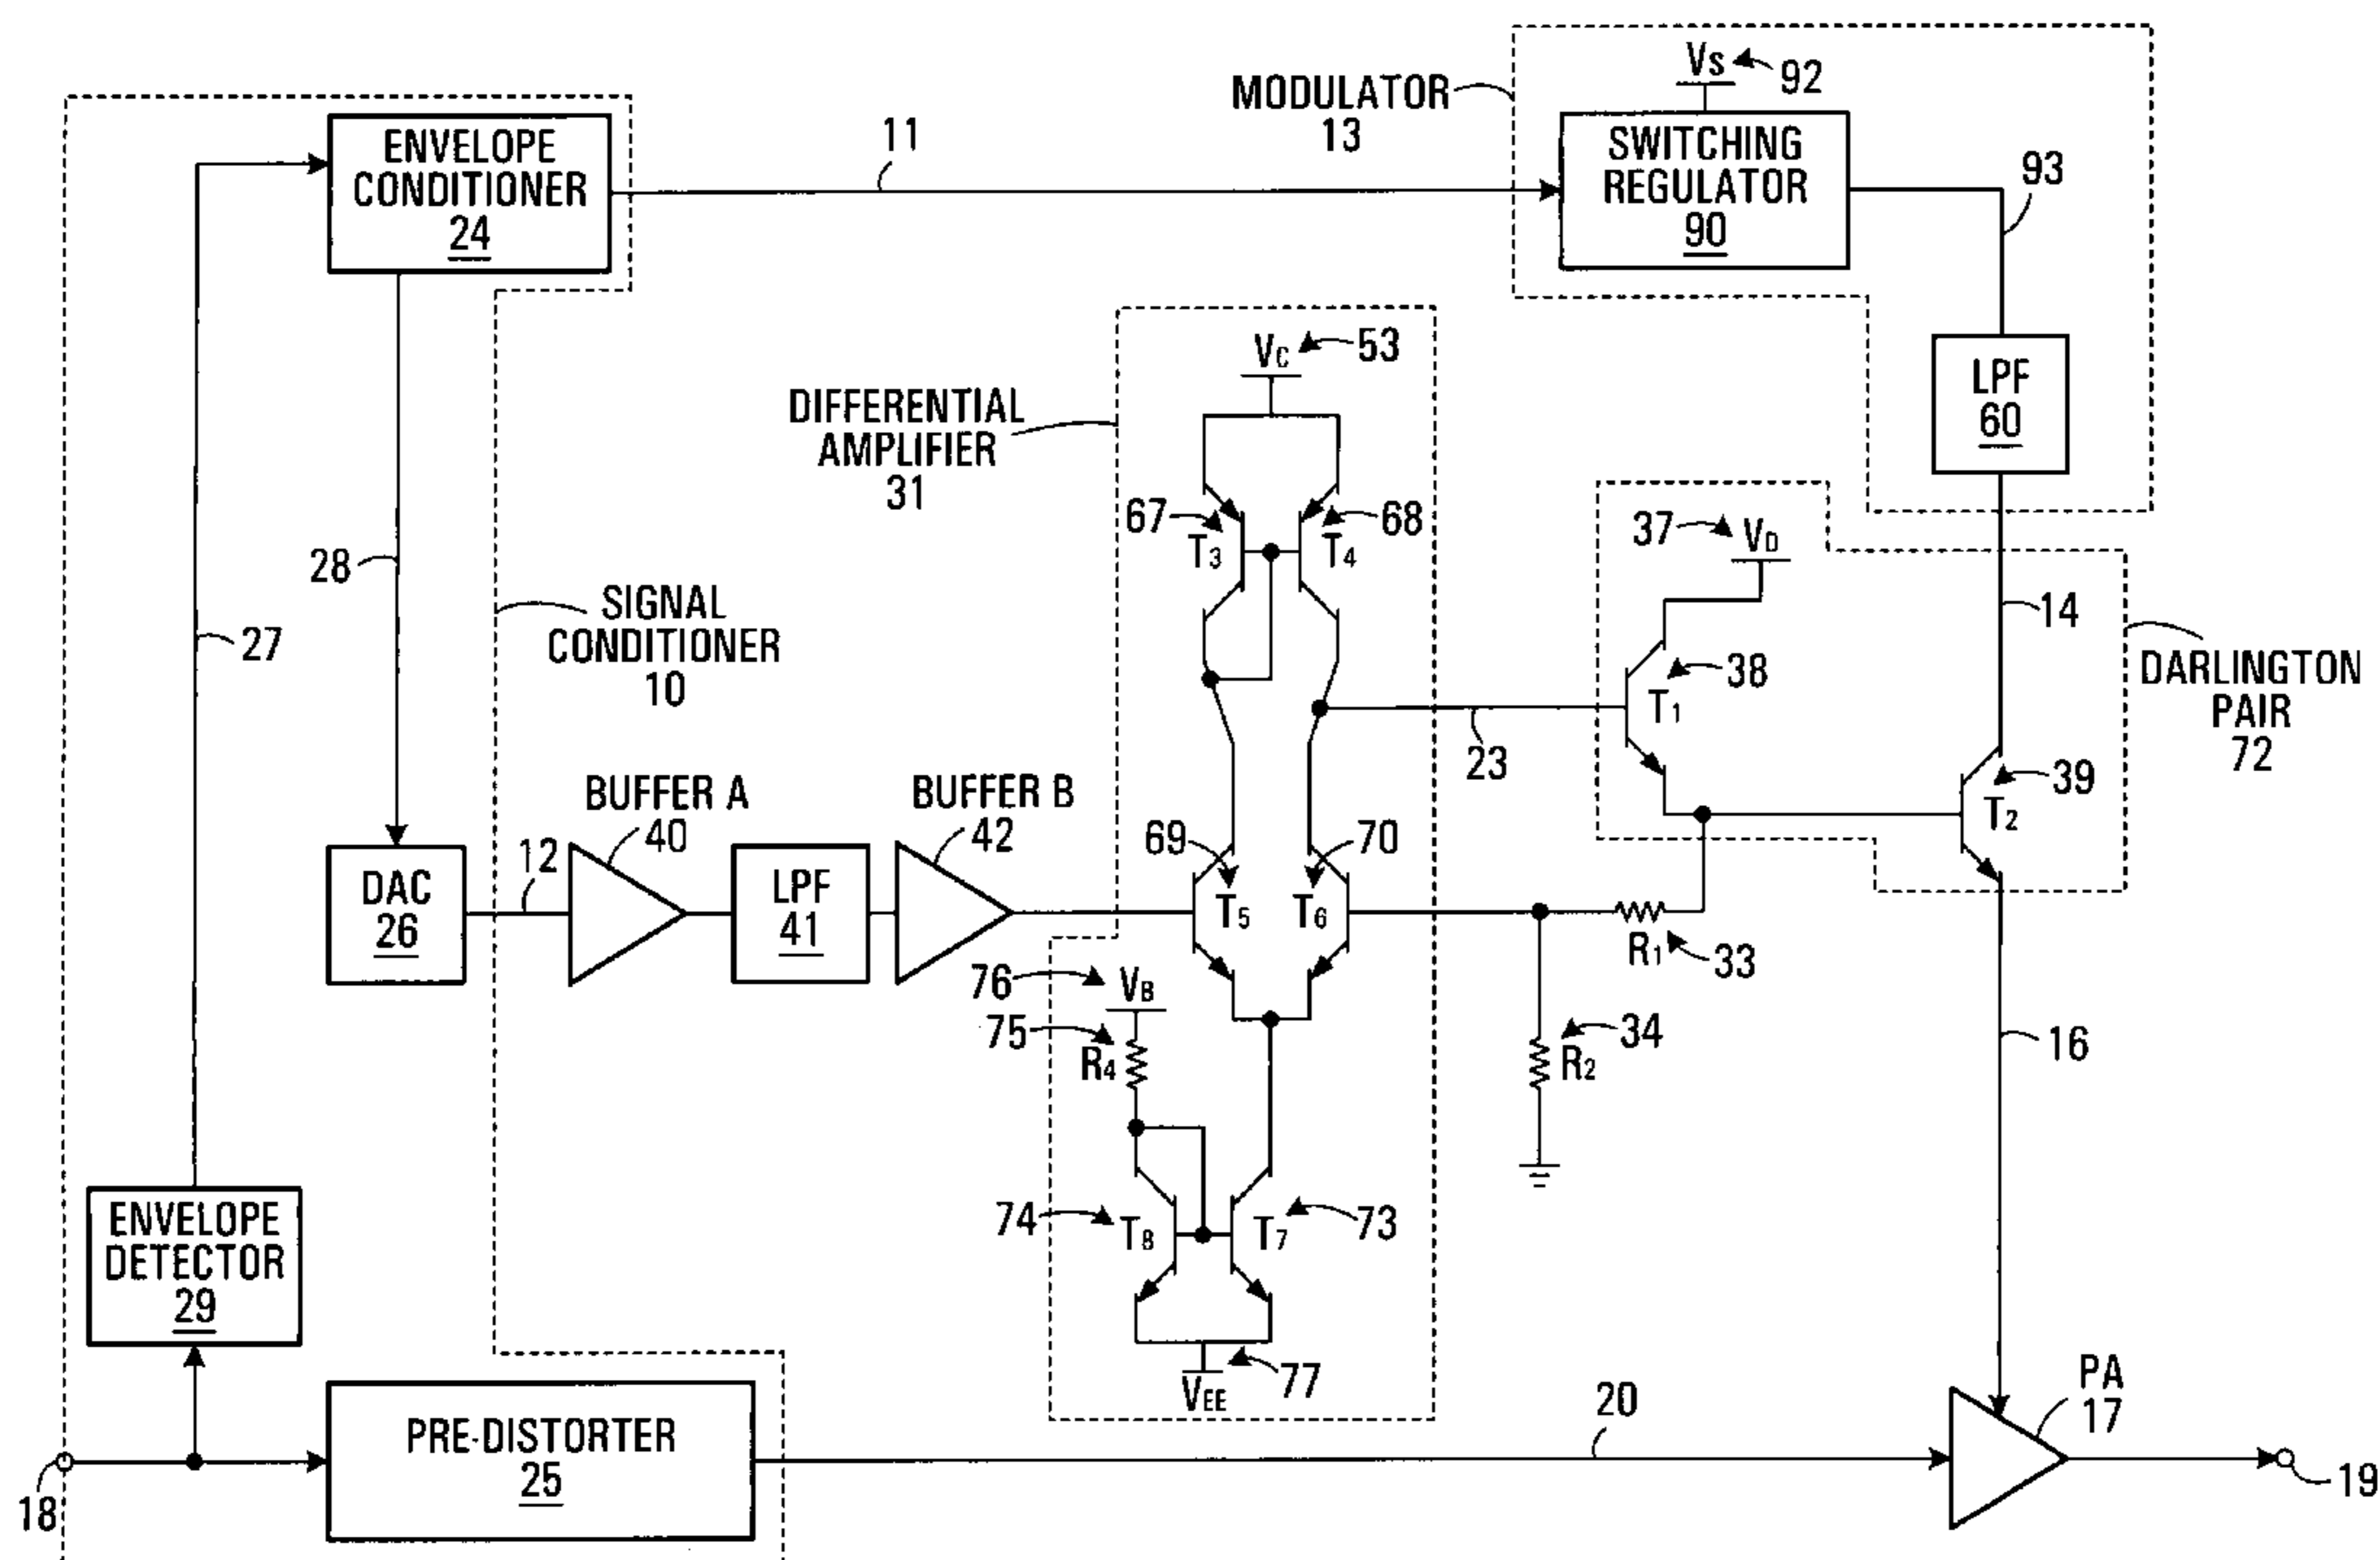 VS
92
MODULATOR
13
ENVELOPE
CONDITIONER
24
11
SWITCHING
REGULATOR
90
93
VC
53
LPF
60
DIFFERENTIAL
AMPLIFIER
31
67
T3
68
T4
37
VD
28
27
SIGNAL
CONDITIONER
10
14
38
T1
DARLINGTON
PAIR
72
23
39
T2
BUFFER A
40
BUFFER B
42
69
T5
70
T6
DAC
26
12
LPF
41
R1
33
76
VB
75
R4
34
R2
16
74
T8
T7
73
ENVELOPE
DETECTOR
29
77
VEE
PA
17
20
PRE-DISTORTER
25
18
19